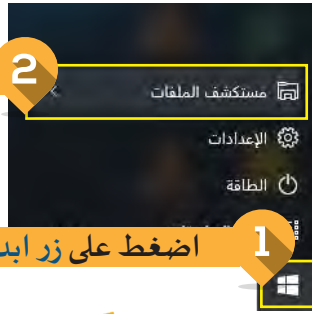 2
مستكشف الملفات
الإعدادات
الطاقة
1
اضغط على زر ابد